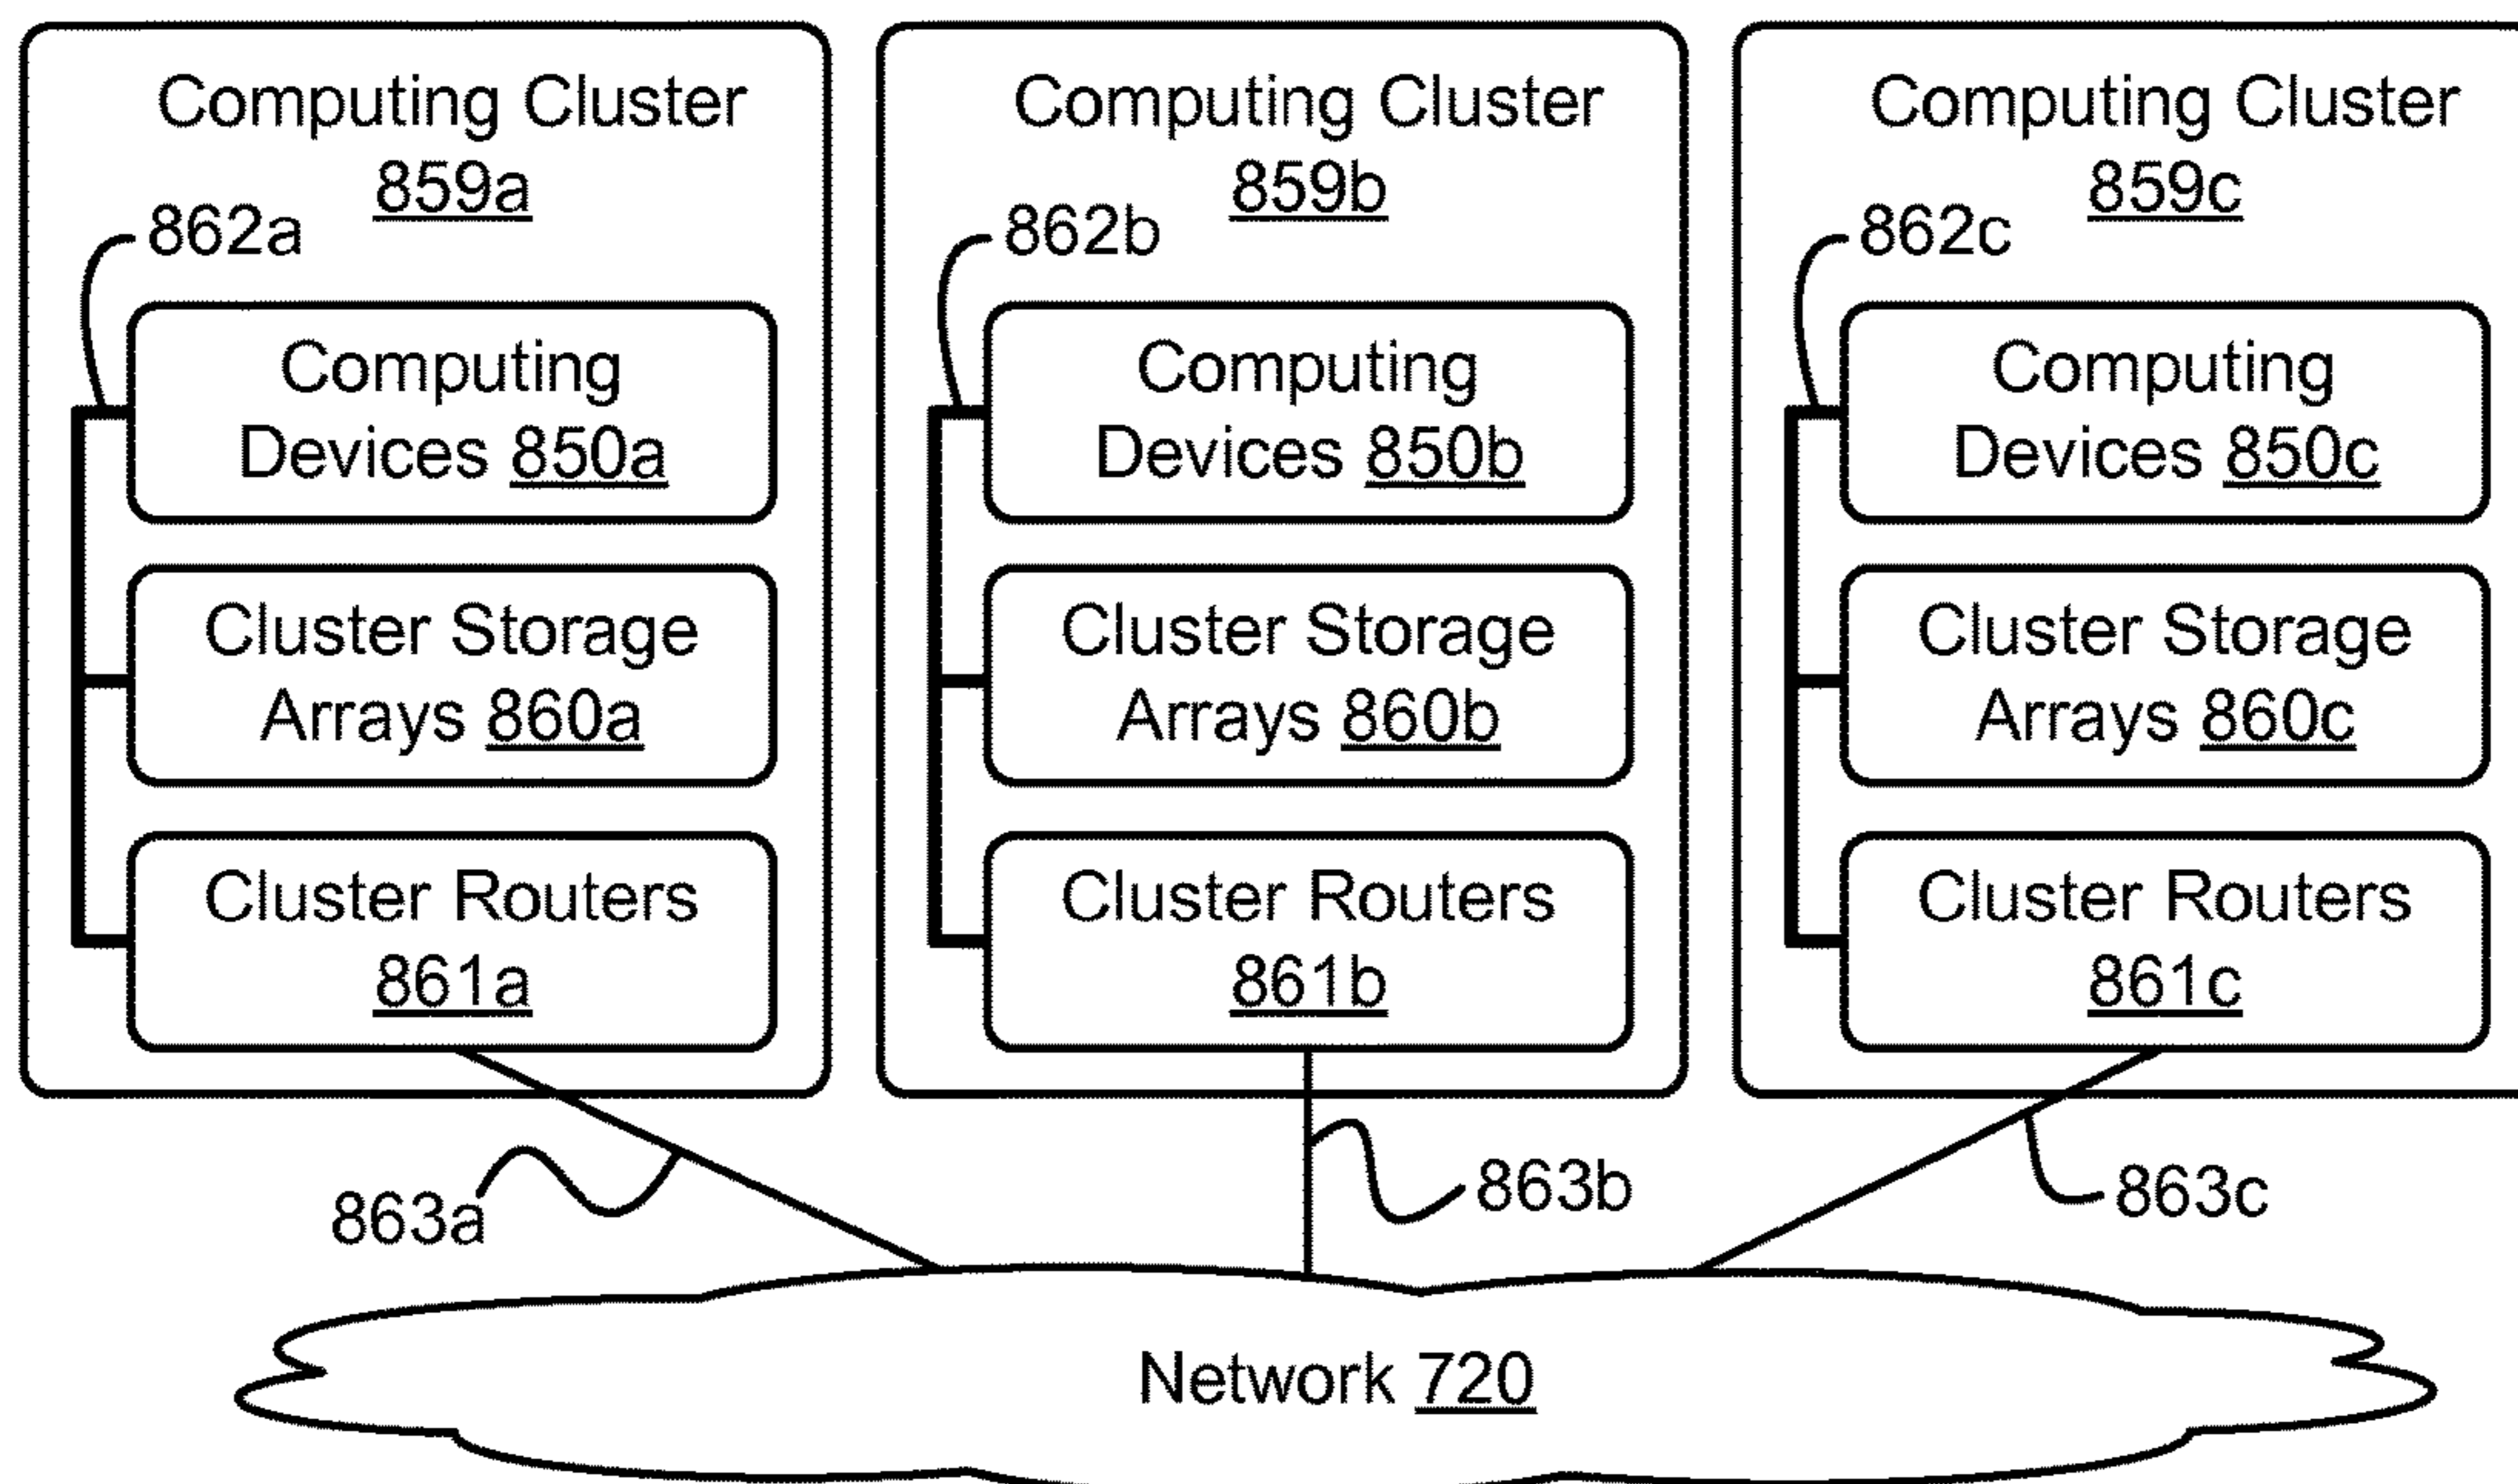 Computing Cluster
859a
862a
Computing
Devices 850a
Cluster Storage
Arrays 860a
Cluster Routers
861a
Computing Cluster
859b
862b
Computing
Devices 850b
Cluster Storage
Arrays 860b
Cluster Routers
861b
Computing Cluster
859c
862c
Computing
Devices 850c
Cluster Storage
Arrays 860c
Cluster Routers
861c
863a
863b
863c
Network 720